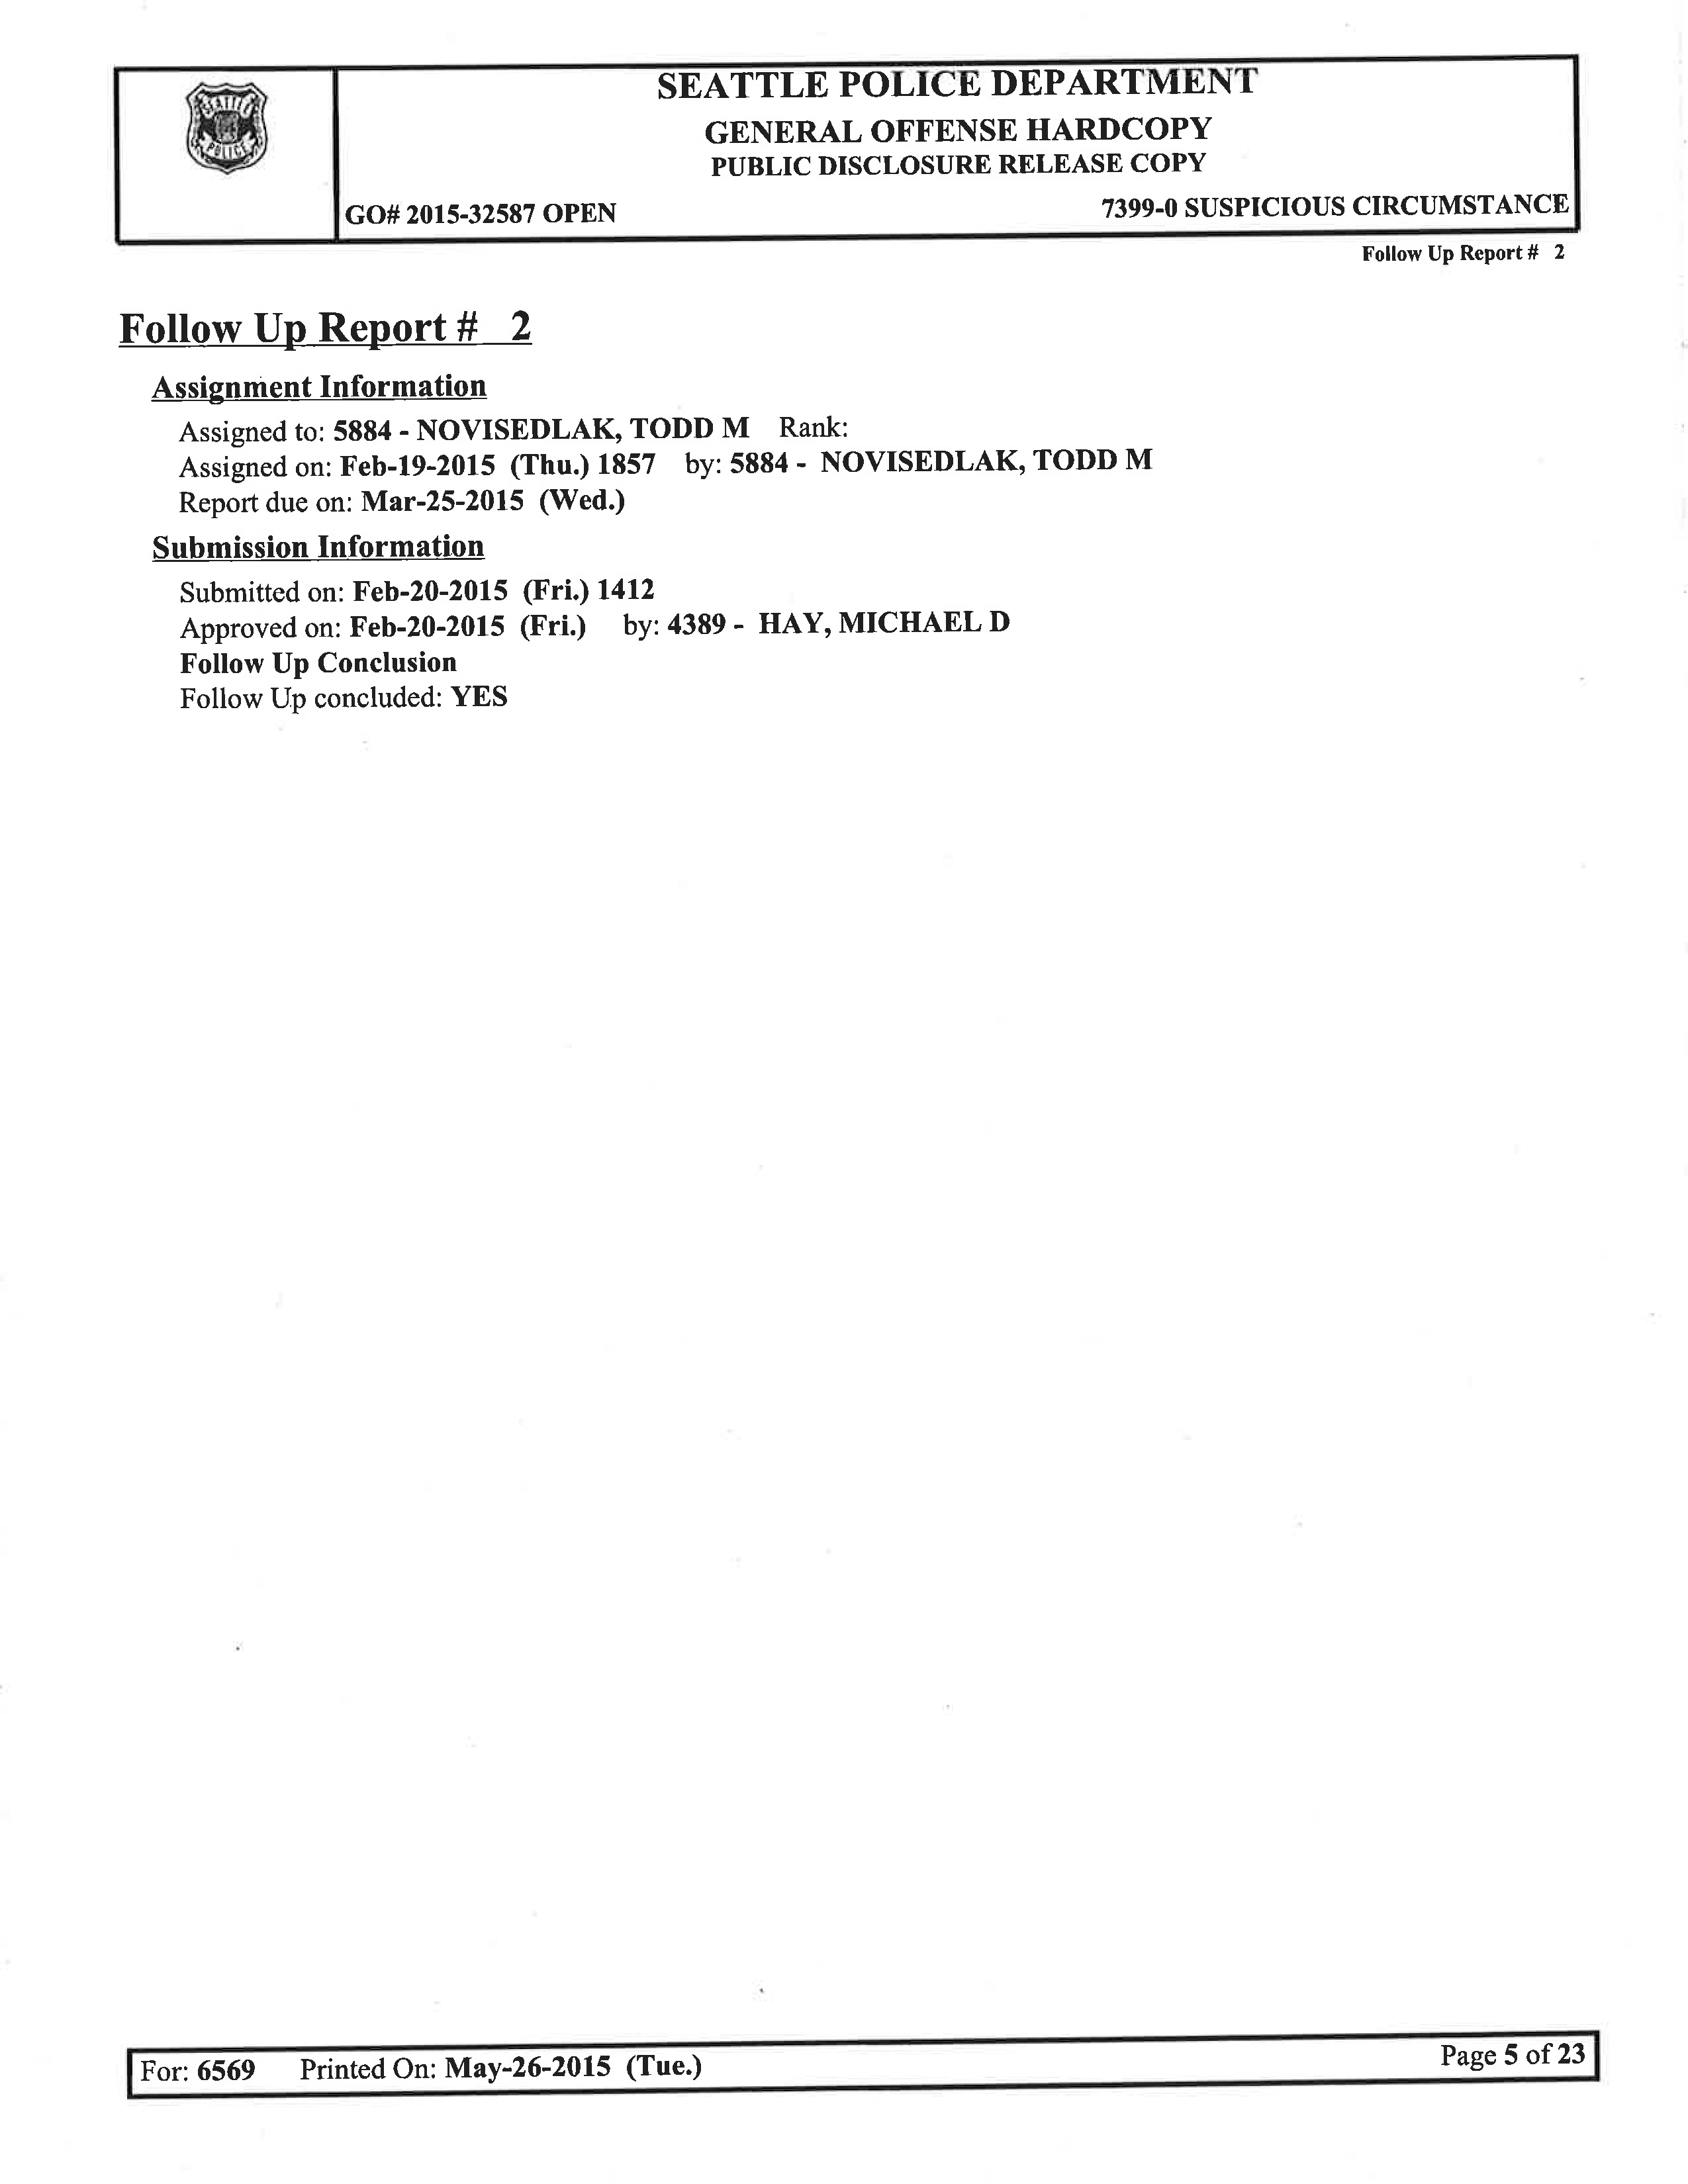 SEATTLE POLICE
SEATTLE POLICE DEPARTMENT
GENERAL OFFENSE HARDCOPY
PUBLIC DISCLOSURE RELEASE COPY
GO# 2015-32587 OPEN 7399-0 SUSPICIOUS CIRCUMSTANCE
Follow Up Report # 2
Follow Up Report # 2
Assignment Information
Assigned to: 5884 - NOVISEDLAK, TODD M Rank:
Assigned on: Feb-19-2015 (Thu.) 1857 by: 5884 - NOVISEDLAK, TODD M
Report due on: Mar-25-2015 (Wed.)
Submission Information
Submitted on: Feb-20-2015 (Fri.) 1412
Approved on: Feb-20-2015 (Fri.) by: 4389 - HAY, MICHAEL D
Follow Up Conclusion
Follow Up concluded: YES
For: 6569 Printed On: May-26-2015 (Tue.) Page 5 of 23